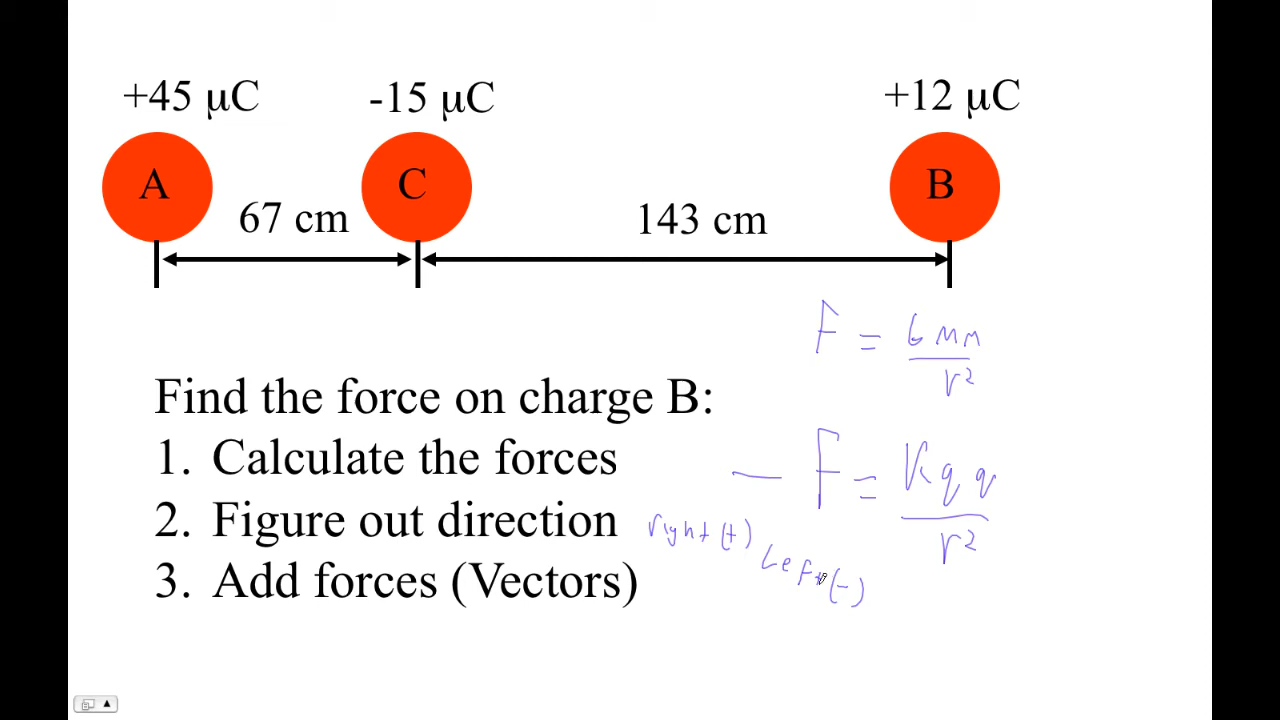 +45 μC -15 μC +12 μC
A C B
67 cm 143 cm
F = GMM
r²
Find the force on charge B:
1. Calculate the forces
— F = Kqq
r²
2. Figure out direction right (+)
Left (-)
3. Add forces (Vectors)